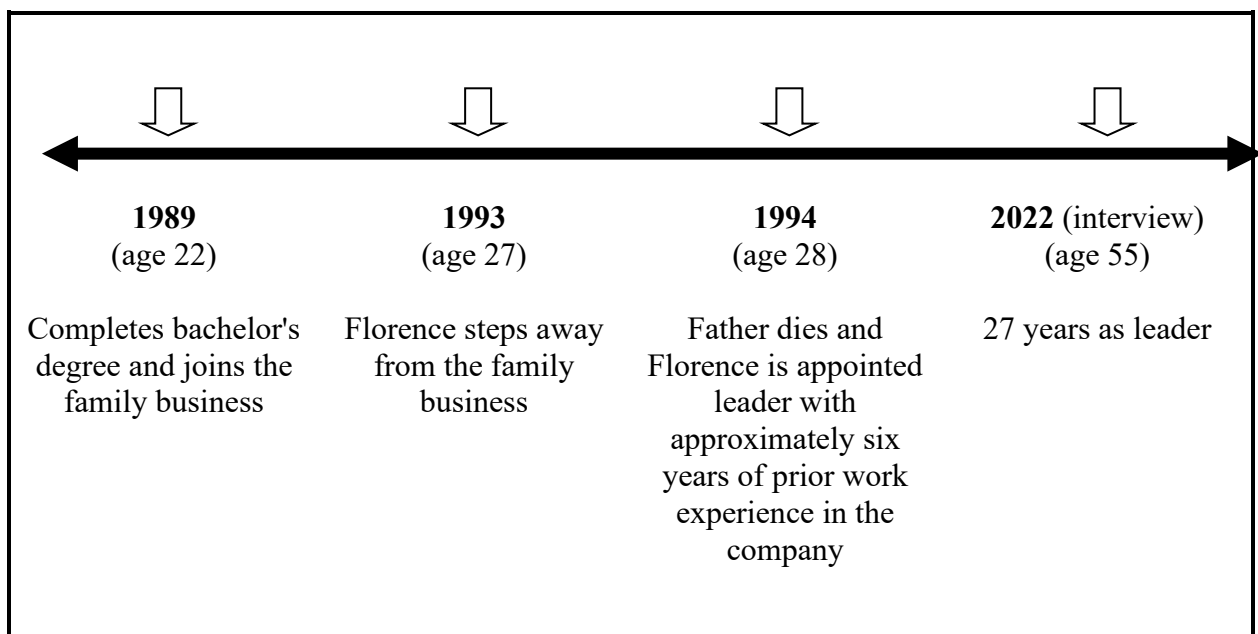 1989
(age 22)
Completes bachelor's
degree and joins the
family business
1993
(age 27)
Florence steps away
from the family
business
1994
(age 28)
Father dies and
Florence is appointed
leader with
approximately six
years of prior work
experience in the
company
2022 (interview)
(age 55)
27 years as leader